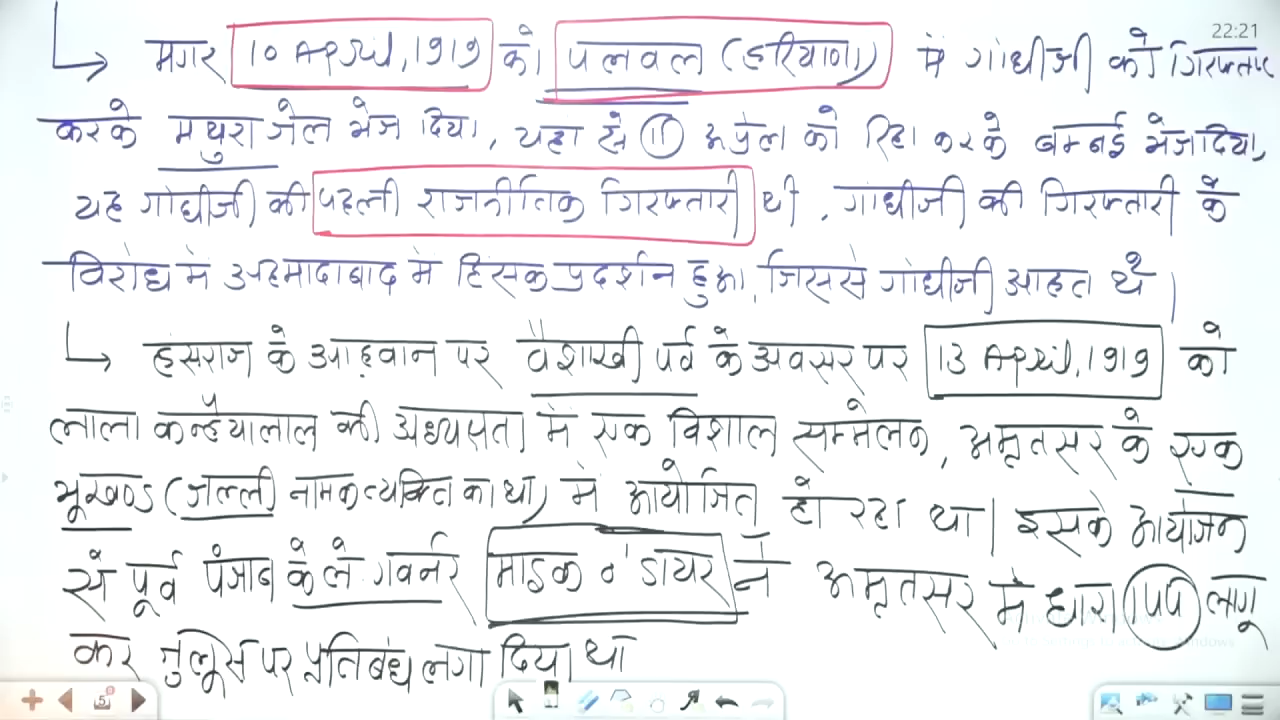 22:21
↳ मगर 10 April, 1919 को पलवल (हरियाणा) में गांधीजी को गिरफ्तार
करके मथुरा जेल भेज दिया, यहा से 11 अप्रेल को रिहा करके बम्बई भेज दिया,
यह गांधीजी की पहली राजनीतिक गिरफ्तारी थी, गांधीजी की गिरफ्तारी के
विरोध में अहमादाबाद में हिंसक प्रदर्शन हुआ, जिससे गांधीजी आहत थे।
↳ हंसराज के आह्वान पर वैशाखी पर्व के अवसर पर 13 April, 1919 को
लाला कन्हैयालाल की अध्यक्षता में एक विशाल सम्मेलन, अमृतसर के एक
भूखण्ड (जल्ली नामक व्यक्ति का था) में आयोजित हो रहा था। इसके आयोजन
से पूर्व पंजाब के ले. गवर्नर माइक ओ डायर ने अमृतसर में धारा 144 लागू
कर जुलूस पर प्रतिबंध लगा दिया था
5